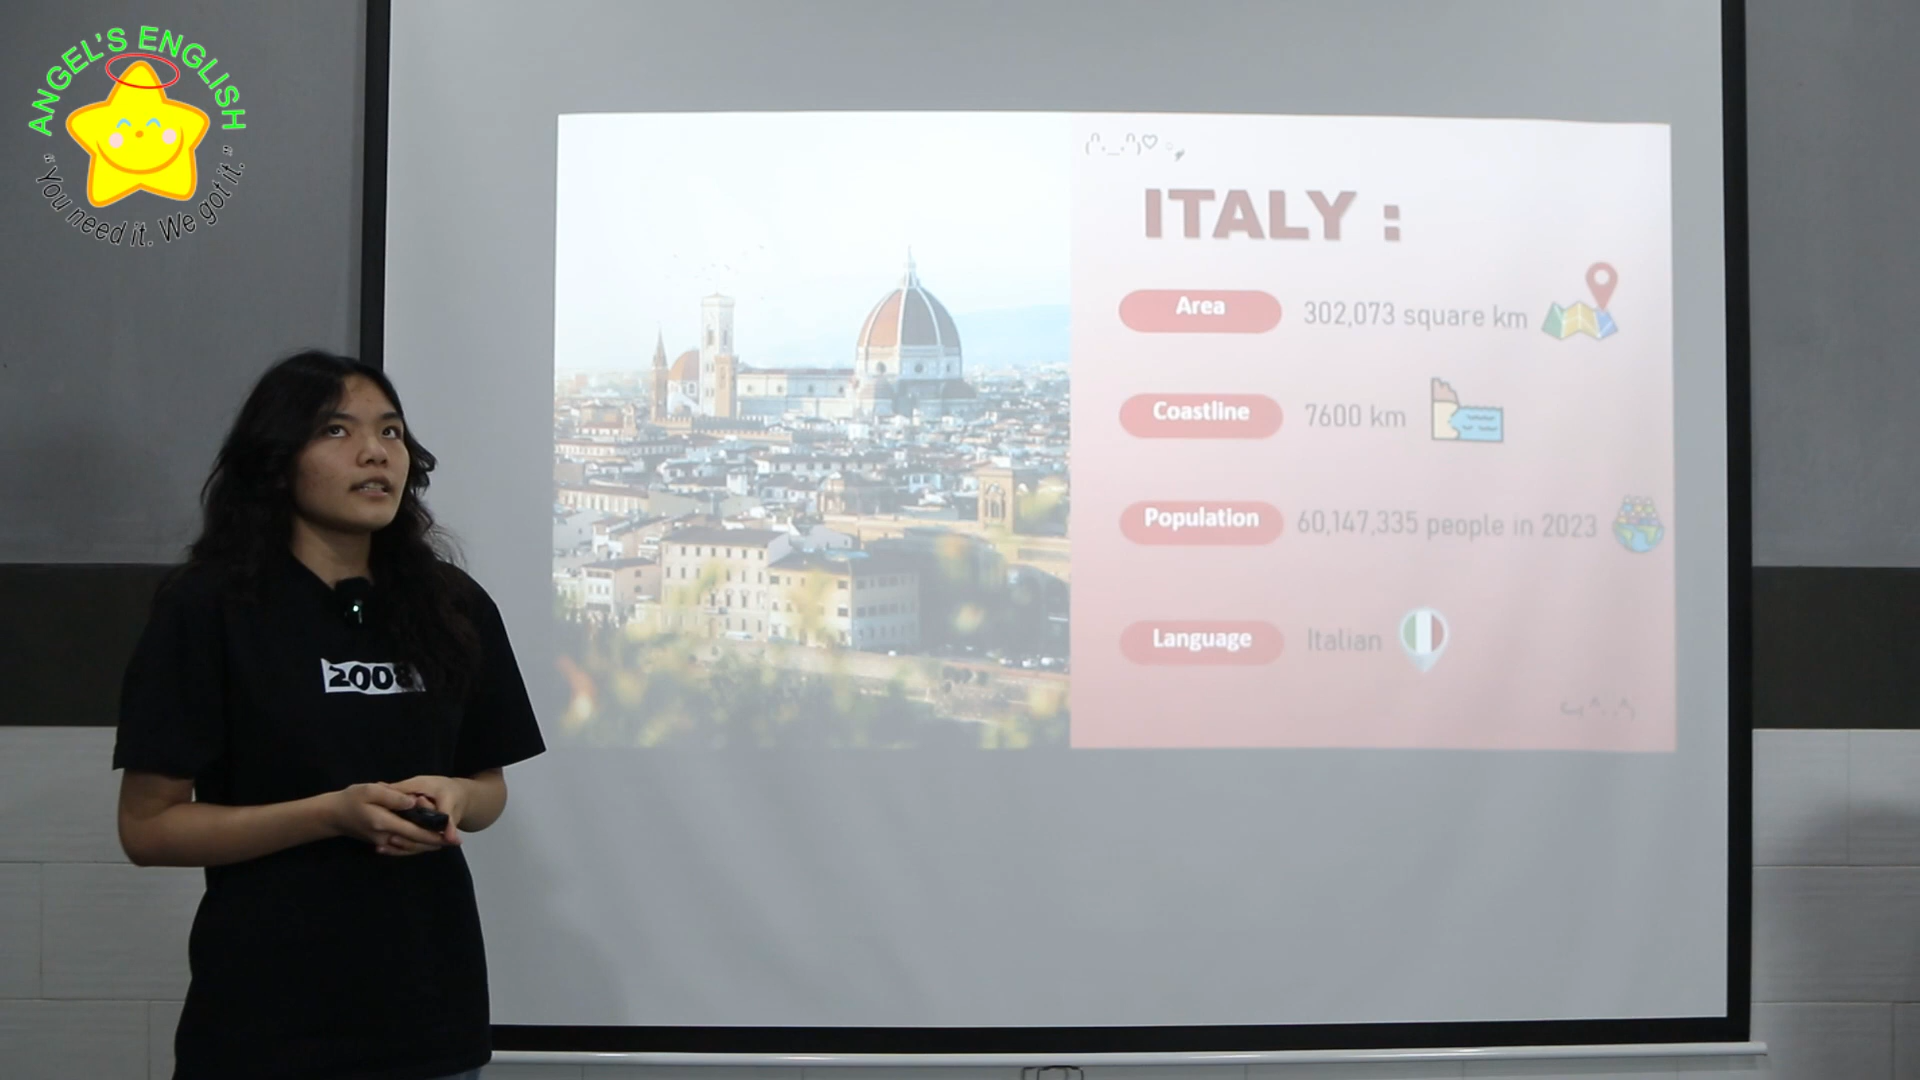 ANGEL'S ENGLISH
"You need it. We got it."
ITALY :
Area
302,073 square km
Coastline
7600 km
Population
60,147,335 people in 2023
Language
Italian
2008